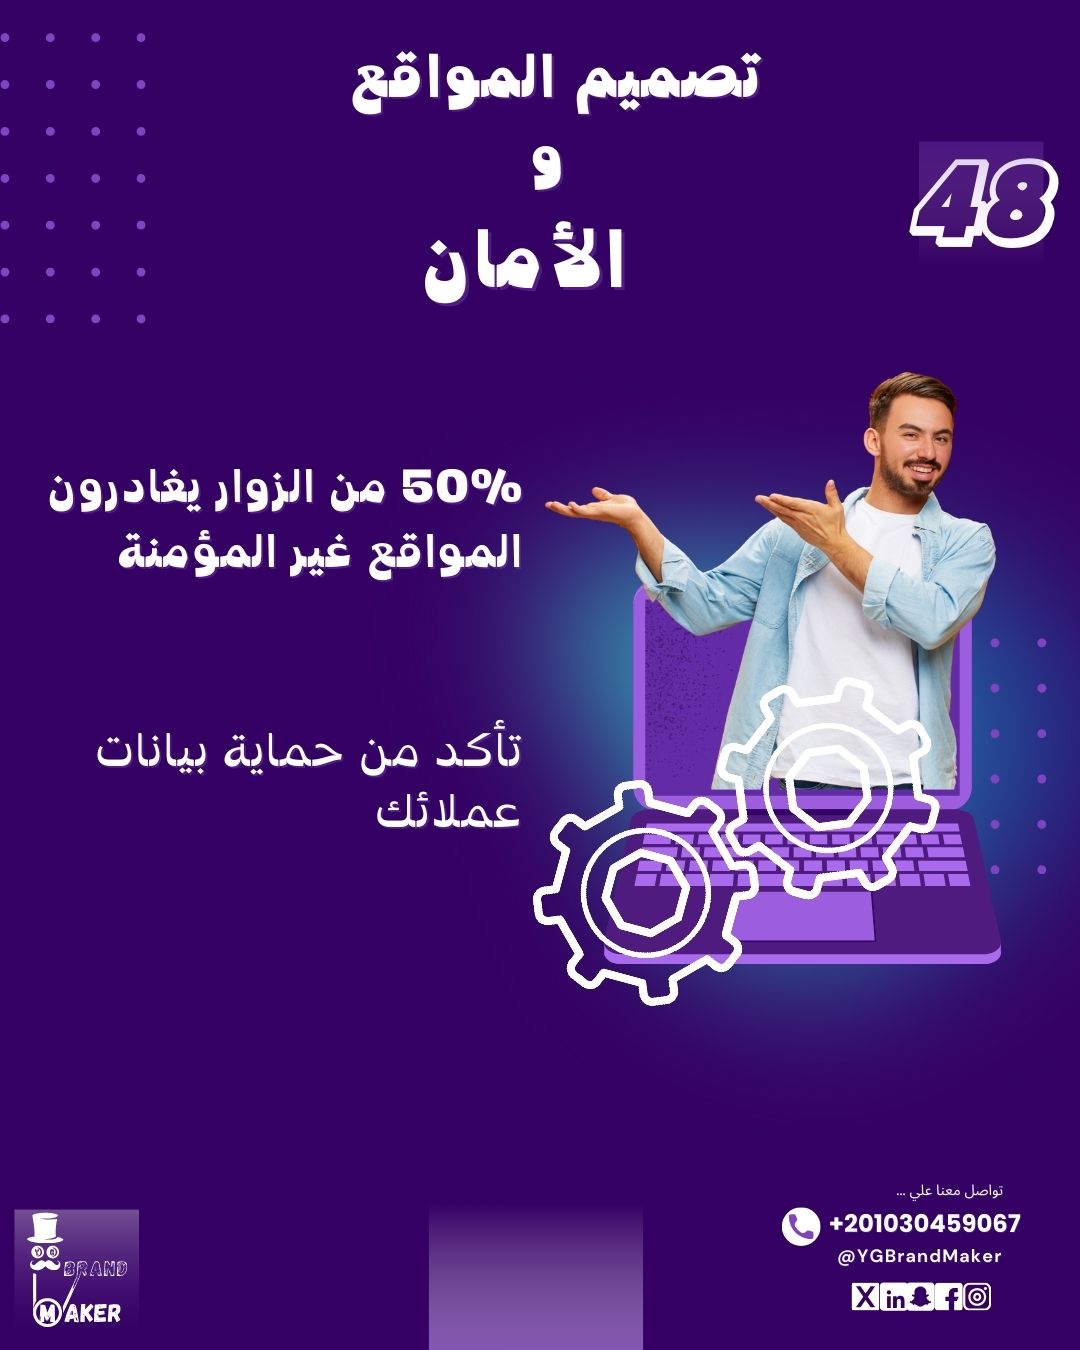 تصميم المواقع
و
الأمان
48
50% من الزوار يغادرون
المواقع غير المؤمنة
تأكد من حماية بيانات
عملائك
تواصل معنا علي ...
+201030459067
@YGBrandMaker
BRAND
MAKER